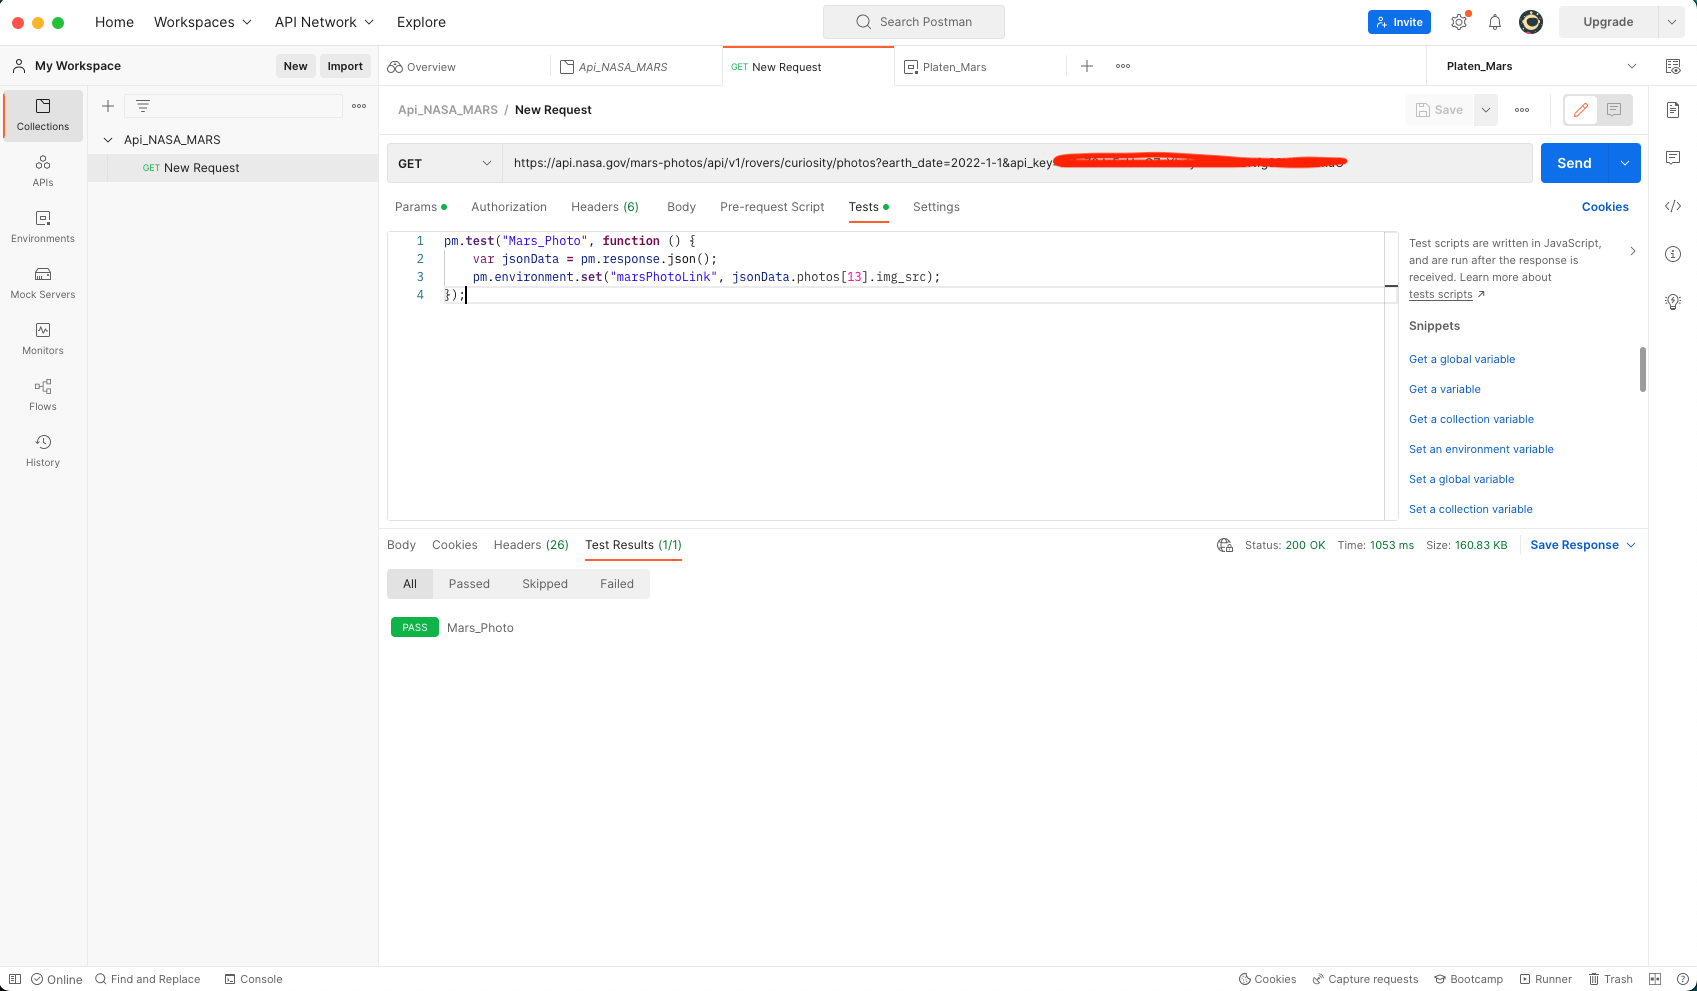 Home Workspaces API Network Explore
Search Postman
Invite
Upgrade
My Workspace
New Import
Overview
Api_NASA_MARS
GET New Request
Platen_Mars
Platen_Mars
Collections
APIs
Environments
Mock Servers
Monitors
Flows
History
Api_NASA_MARS
GET New Request
Api_NASA_MARS / New Request
Save
GET
https://api.nasa.gov/mars-photos/api/v1/rovers/curiosity/photos?earth_date=2022-1-1&api_key
Send
Params Authorization Headers (6) Body Pre-request Script Tests Settings
Cookies
1 pm.test("Mars_Photo", function () {
2 var jsonData = pm.response.json();
3 pm.environment.set("marsPhotoLink", jsonData.photos[13].img_src);
4 });
Test scripts are written in JavaScript,
and are run after the response is
received. Learn more about
tests scripts ↗
Snippets
Get a global variable
Get a variable
Get a collection variable
Set an environment variable
Set a global variable
Set a collection variable
Body Cookies Headers (26) Test Results (1/1)
Status: 200 OK Time: 1053 ms Size: 160.83 KB
Save Response
All Passed Skipped Failed
PASS Mars_Photo
Online Find and Replace Console
Cookies Capture requests Bootcamp Runner Trash